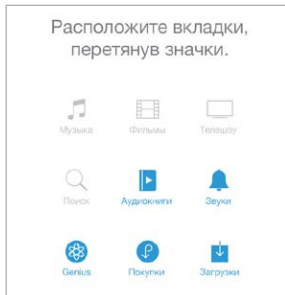 Расположите вкладки,
перетянув значки.
Музыка Фильмы Телешоу
Поиск Аудиокниги Звуки
Genius Покупки Загрузки